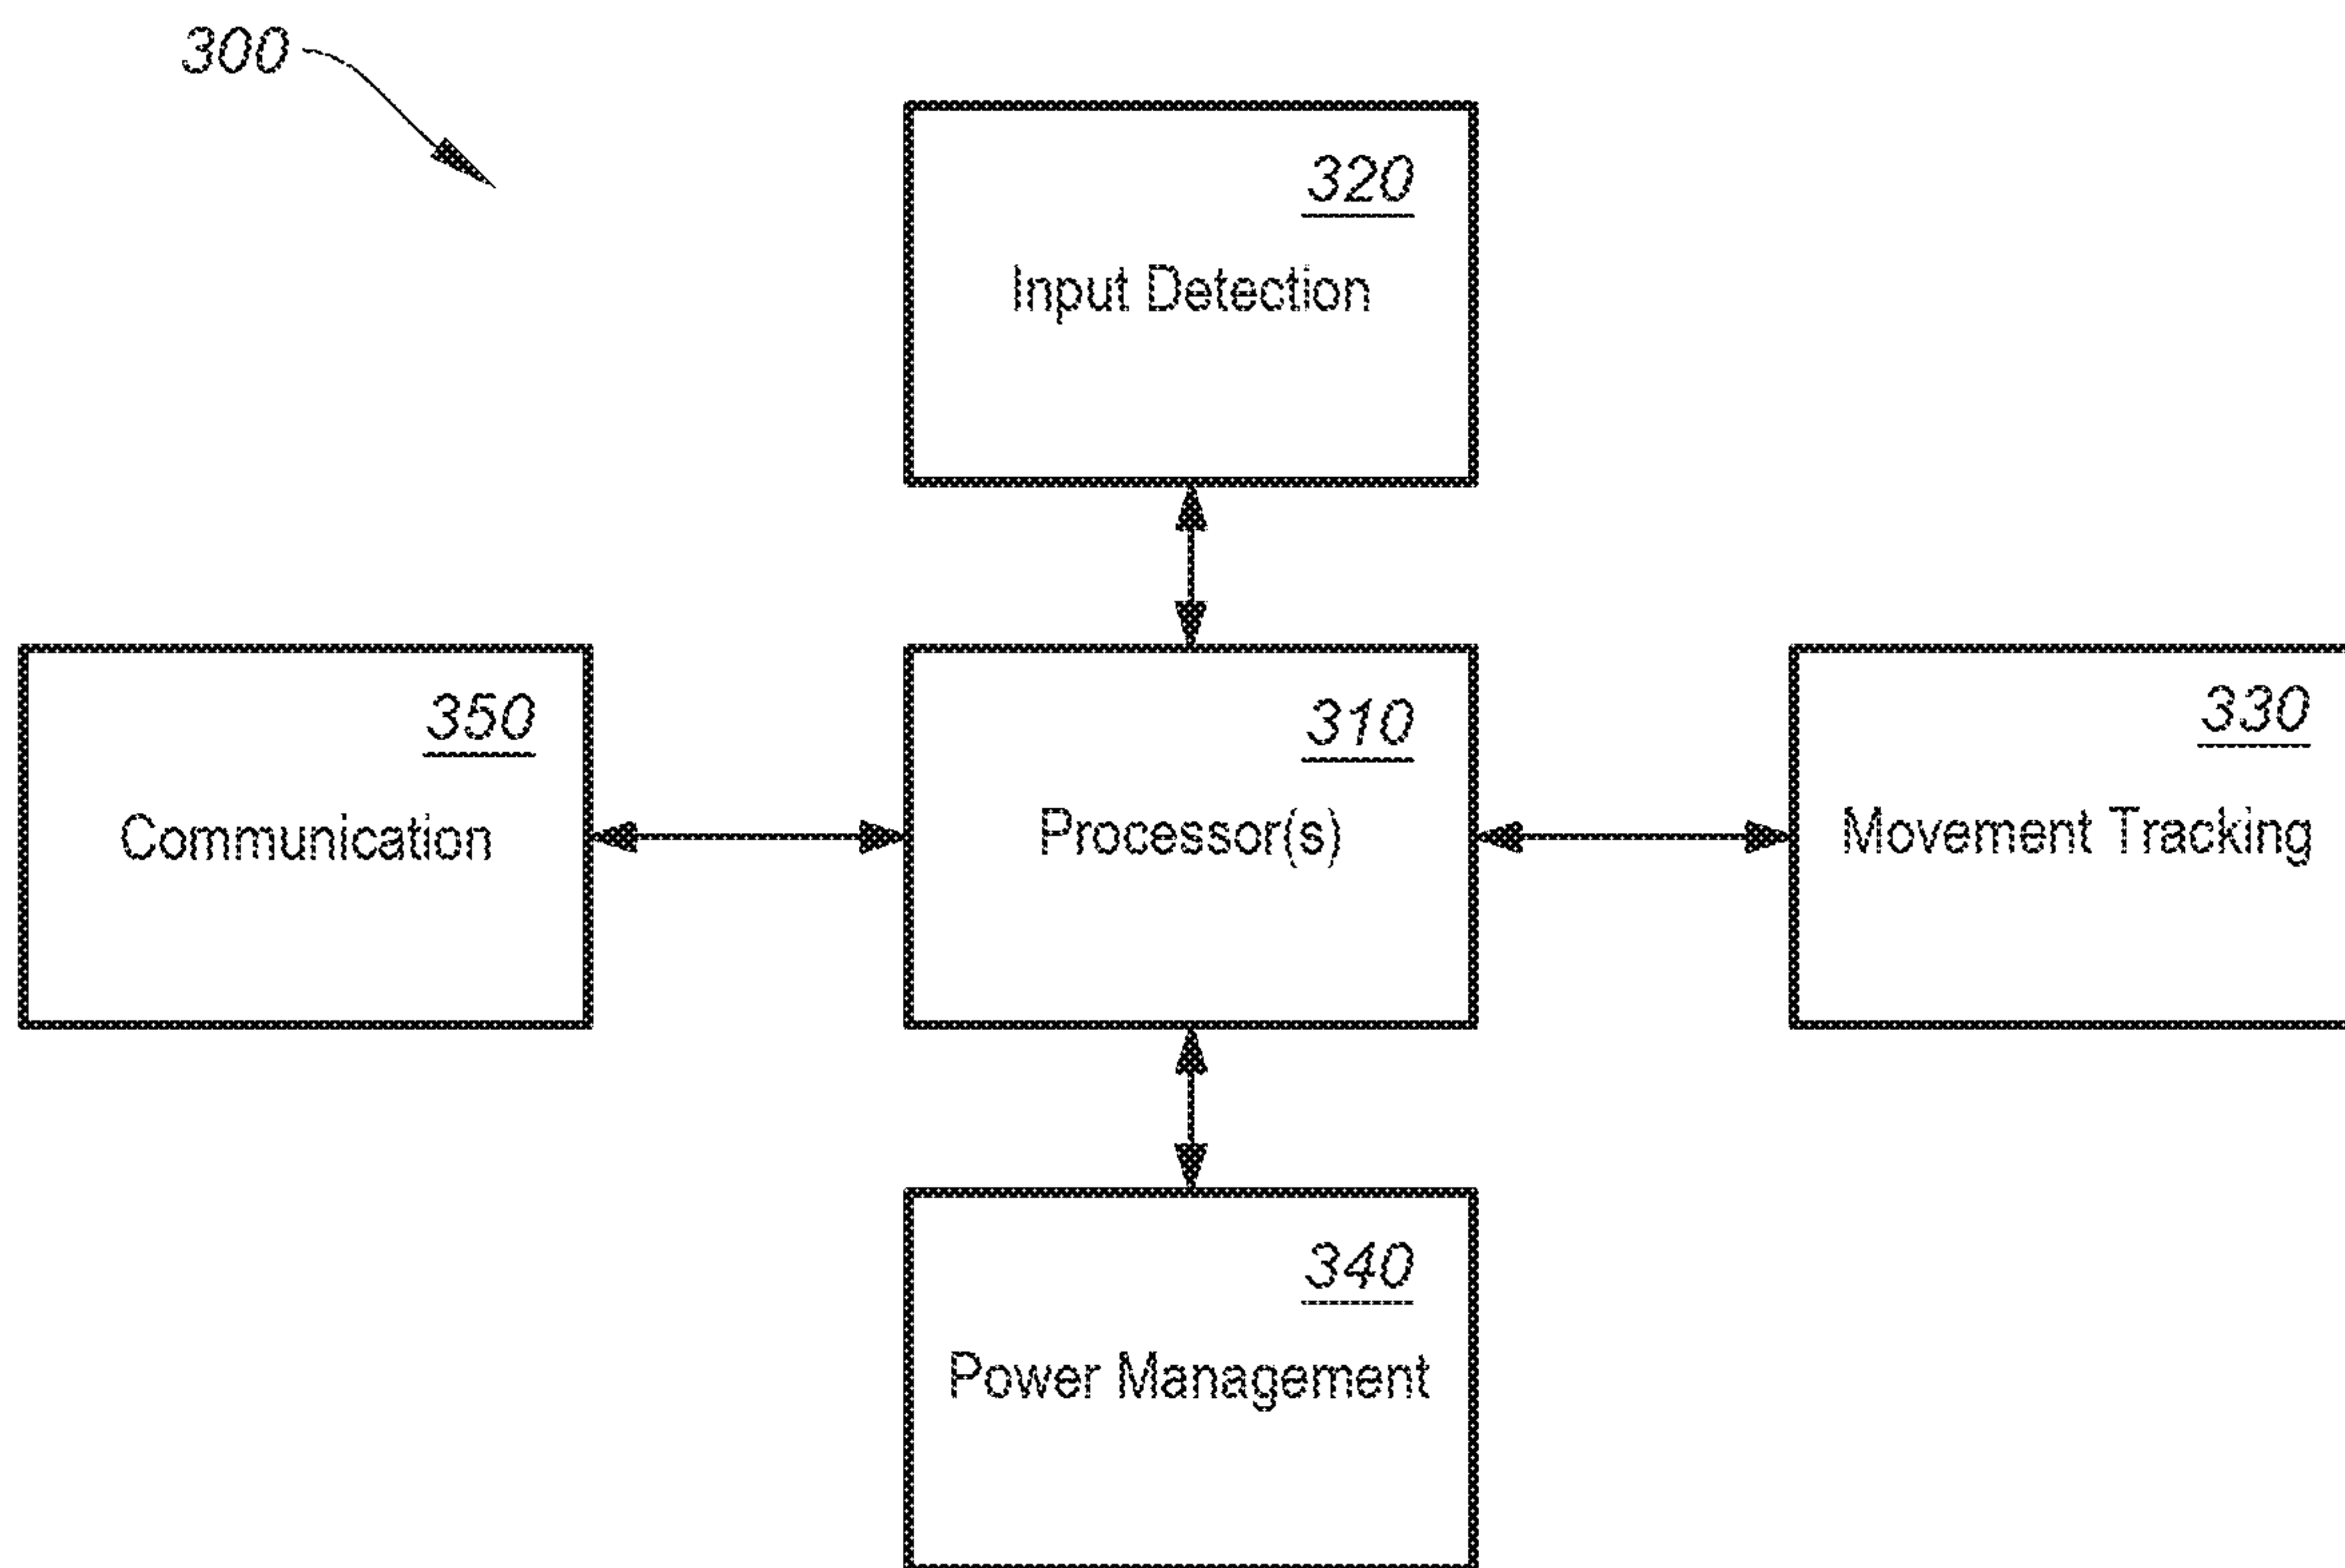 300
320
Input Detection
350
Communication
310
Processor(s)
330
Movement Tracking
340
Power Management